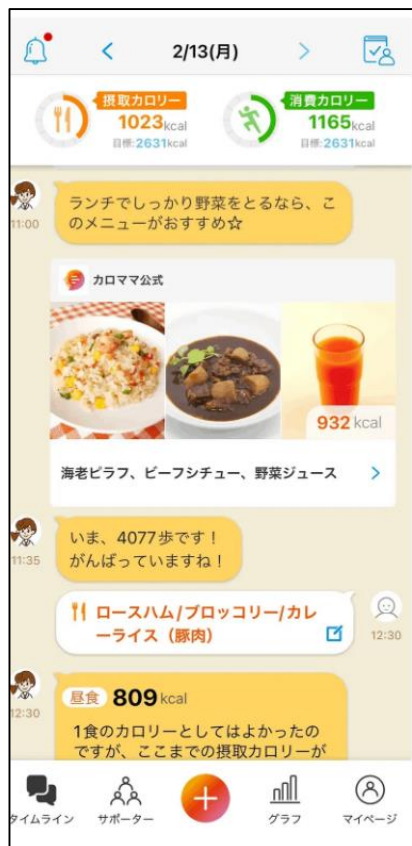 2/13(月)
摂取カロリー
1023kcal
目標:2631kcal
消費カロリー
1165kcal
目標:2631kcal
11:00
ランチでしっかり野菜をとるなら、こ
のメニューがおすすめ☆
カロママ公式
932 kcal
海老ピラフ、ビーフシチュー、野菜ジュース
11:35
いま、4077歩です！
がんばっていますね！
ロースハム/ブロッコリー/カレ
ーライス（豚肉）
12:30
12:30
昼食 809 kcal
1食のカロリーとしてはよかったの
ですが、ここまでの摂取カロリーが
タイムライン
サポーター
グラフ
マイページ